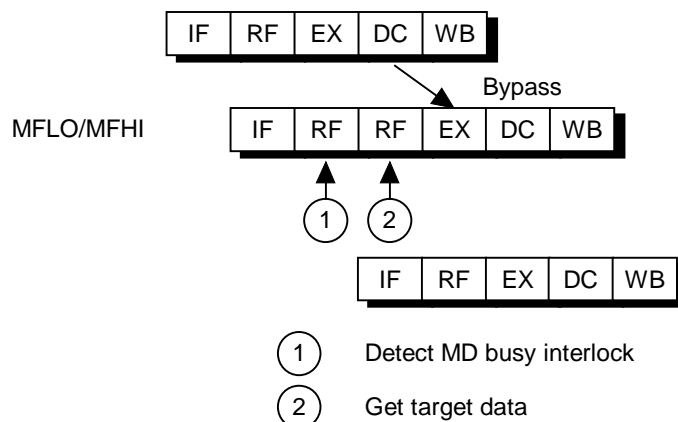 IF RF EX DC WB
Bypass
MFLO/MFHI IF RF RF EX DC WB
1 2
IF RF EX DC WB
1 Detect MD busy interlock
2 Get target data